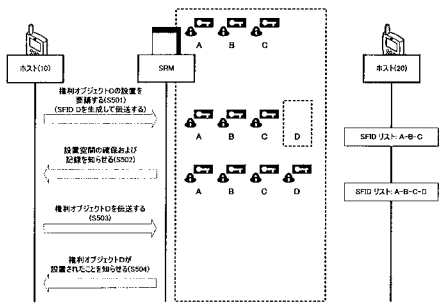 A B C
ホスト(10)
SRM
ホスト(20)
権利オブジェクトDの設置を
要請する(S501)
(SFID Dを生成して伝送する)
A B C D
SFID リスト: A-B-C
設置空間の確保および
記録を知らせる(S502)
A B C D
SFID リスト: A-B-C-D
権利オブジェクトDを伝送する
(S503)
権利オブジェクトDが
設置されたことを知らせる(S504)